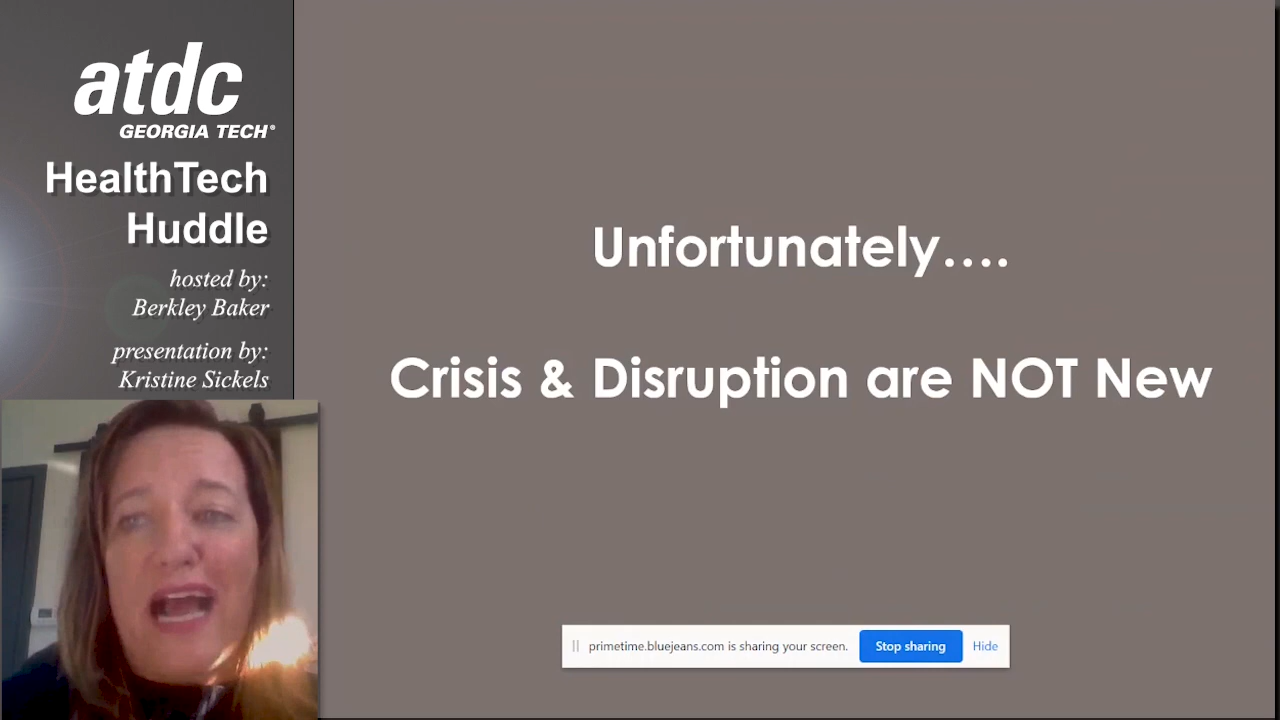 atdc
GEORGIA TECH®
HealthTech
Huddle
hosted by:
Berkley Baker
presentation by:
Kristine Sickels
Unfortunately....
Crisis & Disruption are NOT New
primetime.bluejeans.com is sharing your screen. Stop sharing Hide